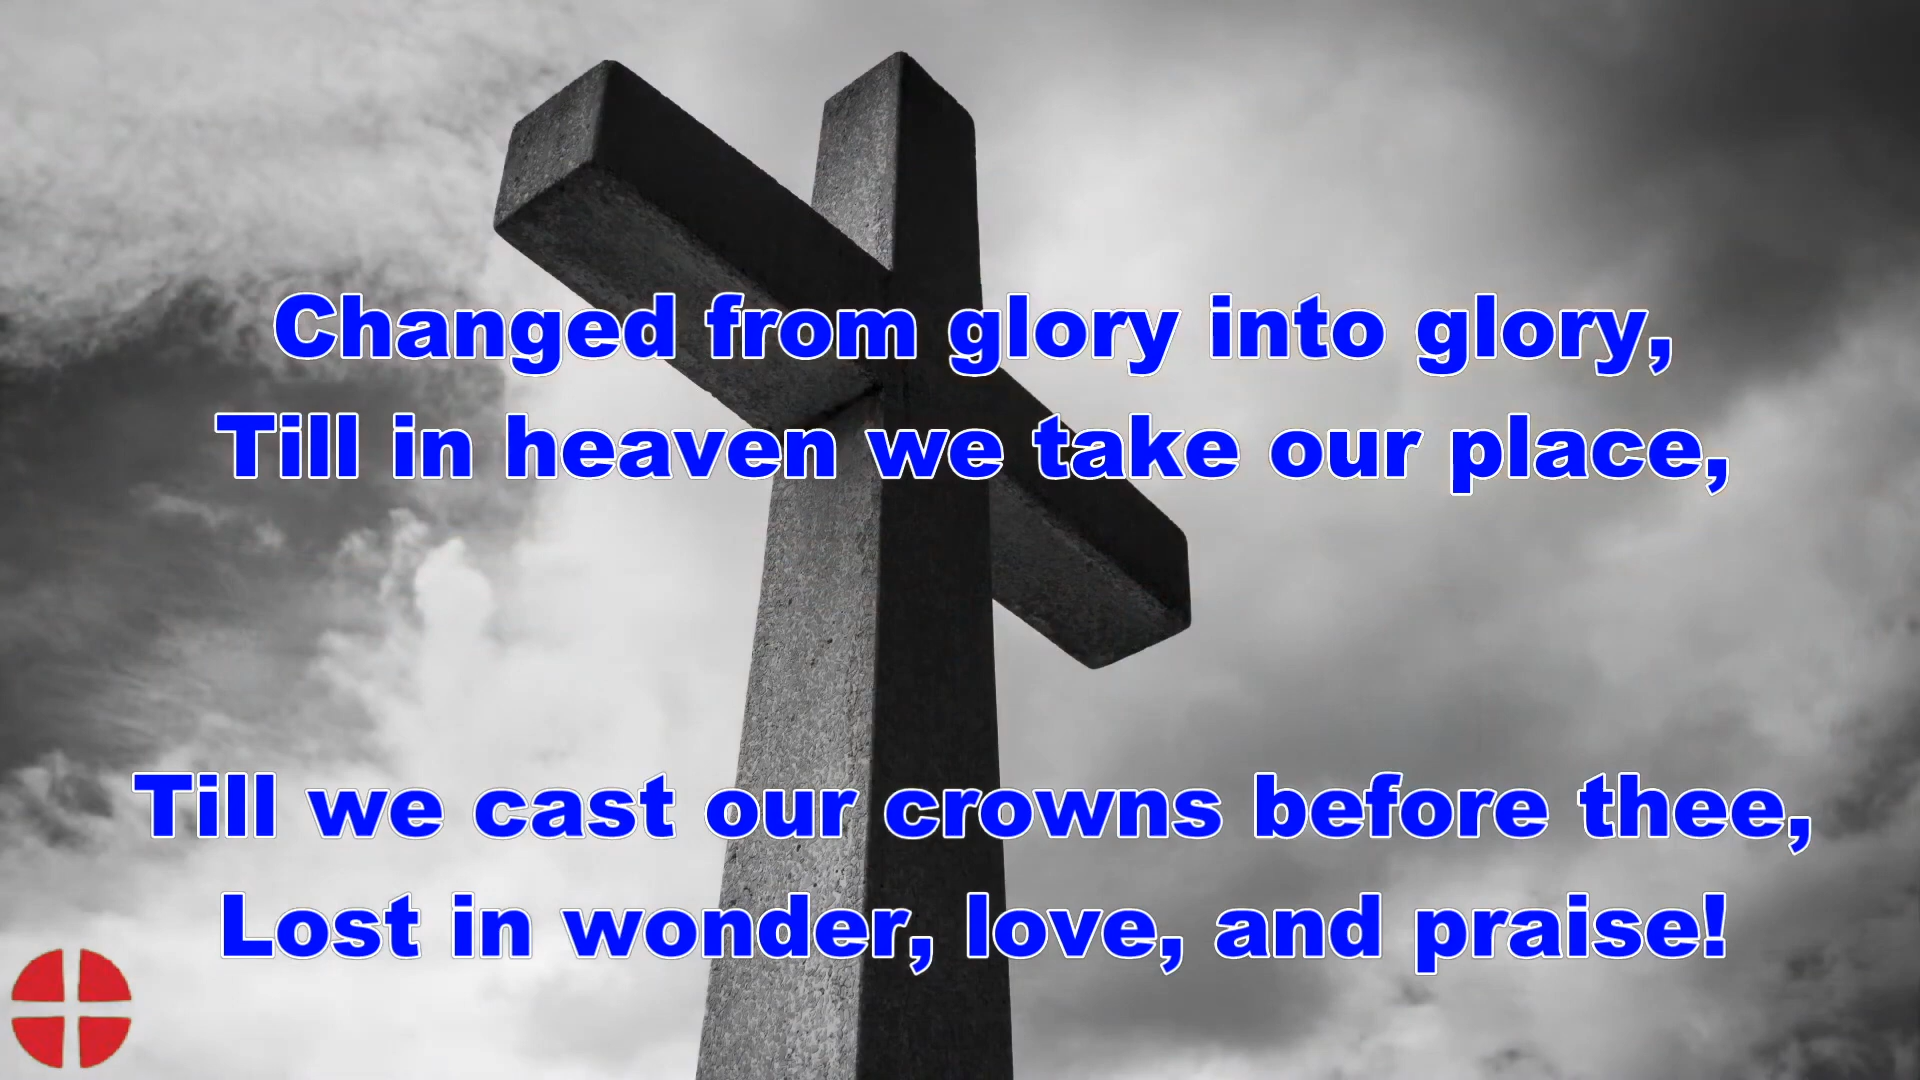 Changed from glory into glory,
Till in heaven we take our place,
Till we cast our crowns before thee,
Lost in wonder, love, and praise!